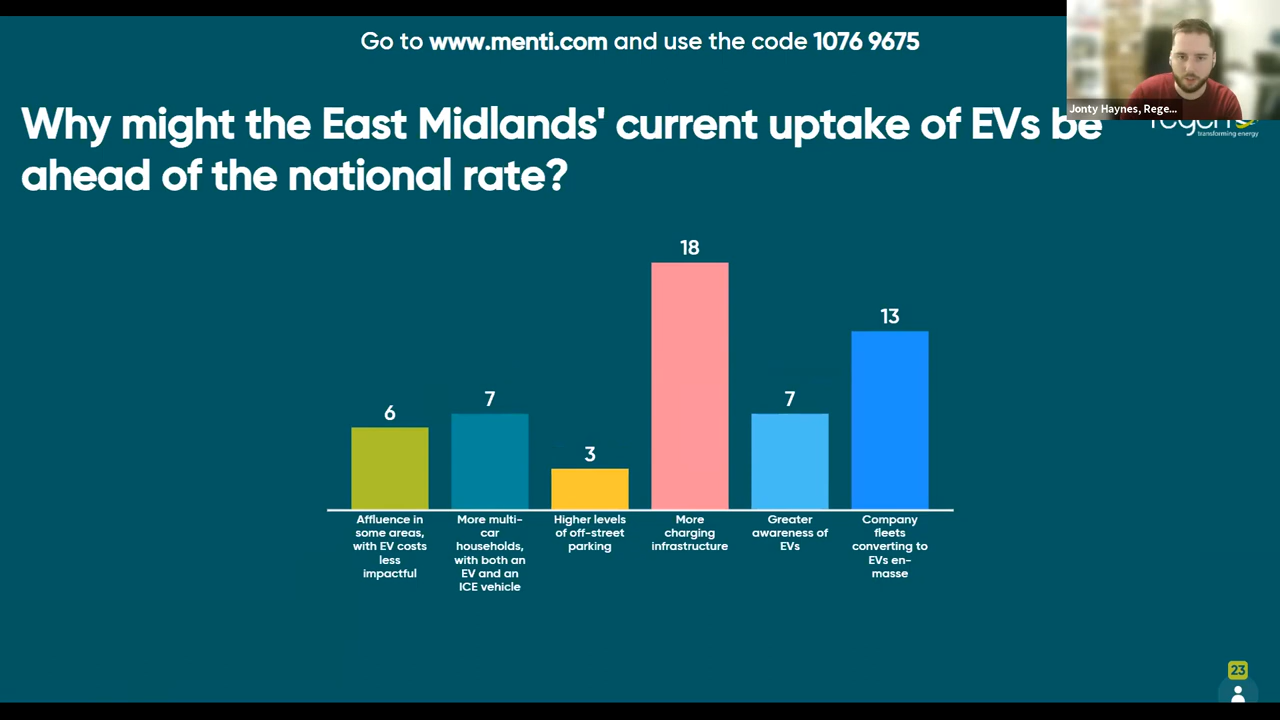 Go to www.menti.com and use the code 1076 9675
Jonty Haynes, Rege...
Why might the East Midlands' current uptake of EVs be
ahead of the national rate?
transforming energy
18
13
7
7
6
3
Affluence in
some areas,
with EV costs
less
impactful
More multi-
car
households,
with both an
EV and an
ICE vehicle
Higher levels
of off-street
parking
More
charging
infrastructure
Greater
awareness of
EVs
Company
fleets
converting to
EVs en-
masse
23